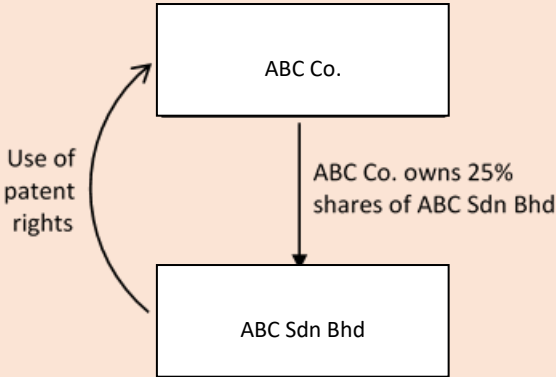 ABC Co.
Use of
patent
rights
ABC Co. owns 25%
shares of ABC Sdn Bhd
ABC Sdn Bhd